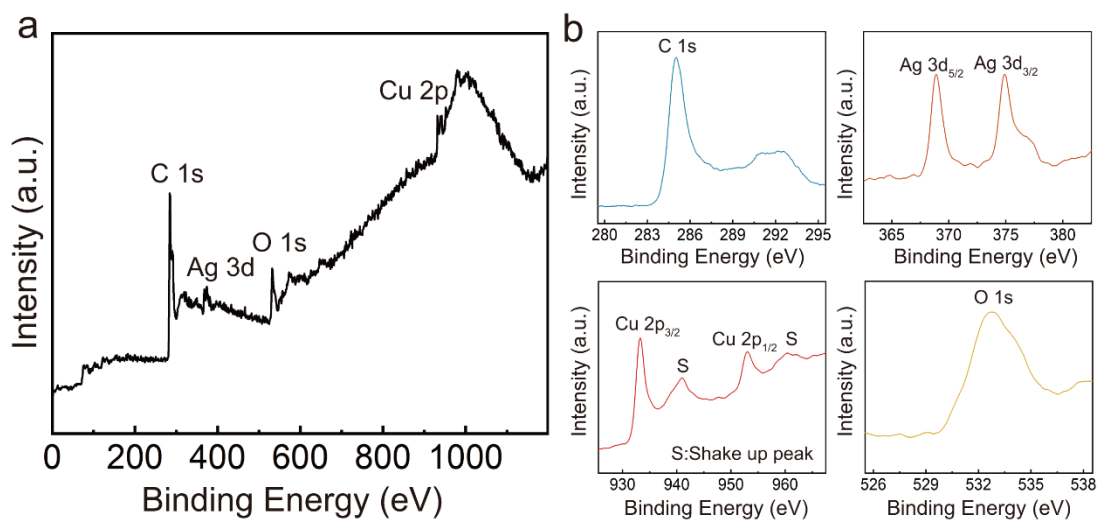 a
Intensity (a.u.)
C 1s
Ag 3d
O 1s
Cu 2p
0 200 400 600 800 1000
Binding Energy (eV)
b
Intensity (a.u.)
C 1s
280 283 286 289 292 295
Binding Energy (eV)
Intensity (a.u.)
Ag 3d5/2 Ag 3d3/2
365 370 375 380
Binding Energy (eV)
Intensity (a.u.)
Cu 2p3/2
S
Cu 2p1/2
S
S:Shake up peak
930 940 950 960
Binding Energy (eV)
Intensity (a.u.)
O 1s
526 529 532 535 538
Binding Energy (eV)